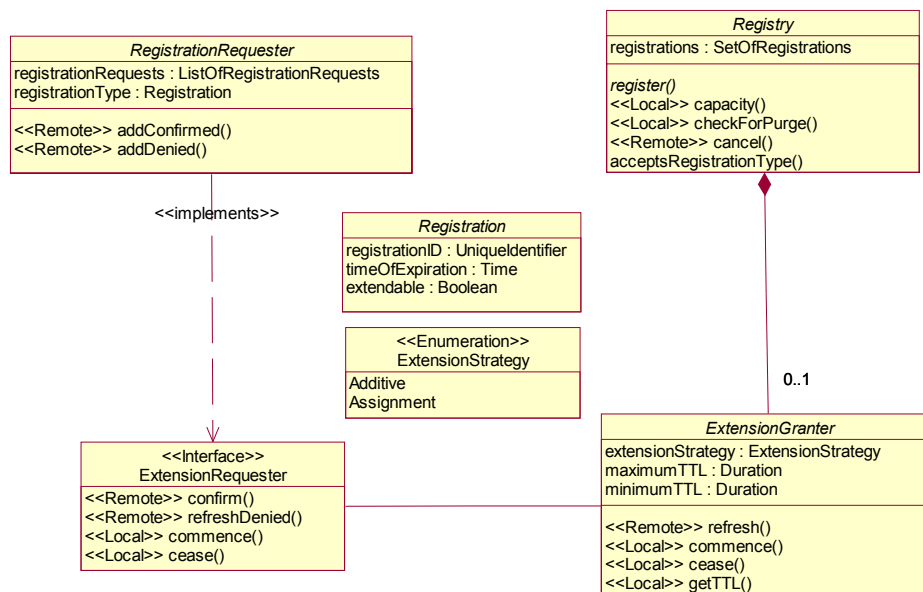 RegistrationRequester
registrationRequests : ListOfRegistrationRequests
registrationType : Registration
<<Remote>> addConfirmed()
<<Remote>> addDenied()
<<implements>>
Registry
registrations : SetOfRegistrations
register()
<<Local>> capacity()
<<Local>> checkForPurge()
<<Remote>> cancel()
acceptsRegistrationType()
Registration
registrationID : UniqueIdentifier
timeOfExpiration : Time
extendable : Boolean
<<Enumeration>>
ExtensionStrategy
Additive
Assignment
0..1
<<Interface>>
ExtensionRequester
<<Remote>> confirm()
<<Remote>> refreshDenied()
<<Local>> commence()
<<Local>> cease()
ExtensionGranter
extensionStrategy : ExtensionStrategy
maximumTTL : Duration
minimumTTL : Duration
<<Remote>> refresh()
<<Local>> commence()
<<Local>> cease()
<<Local>> getTTL()